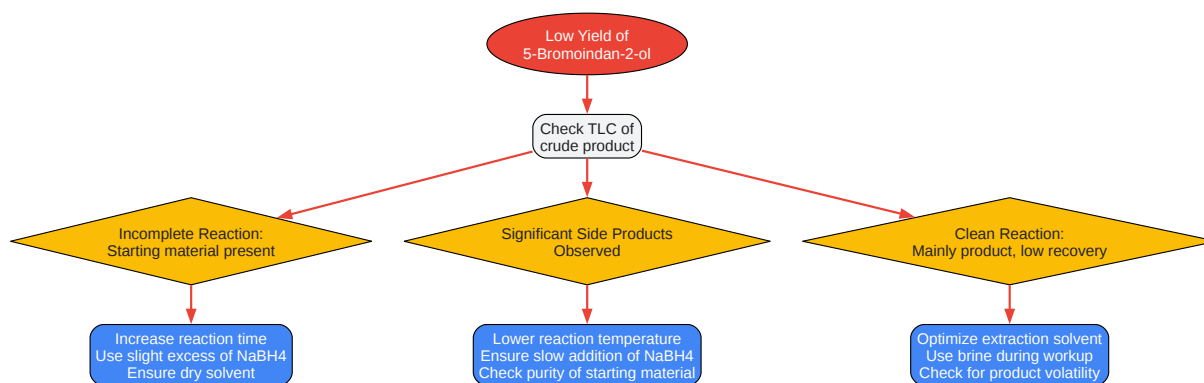 Low Yield of
5-Bromoindan-2-ol
Check TLC of
crude product
Incomplete Reaction:
Starting material present
Significant Side Products
Observed
Clean Reaction:
Mainly product, low recovery
Increase reaction time
Use slight excess of NaBH4
Ensure dry solvent
Lower reaction temperature
Ensure slow addition of NaBH4
Check purity of starting material
Optimize extraction solvent
Use brine during workup
Check for product volatility